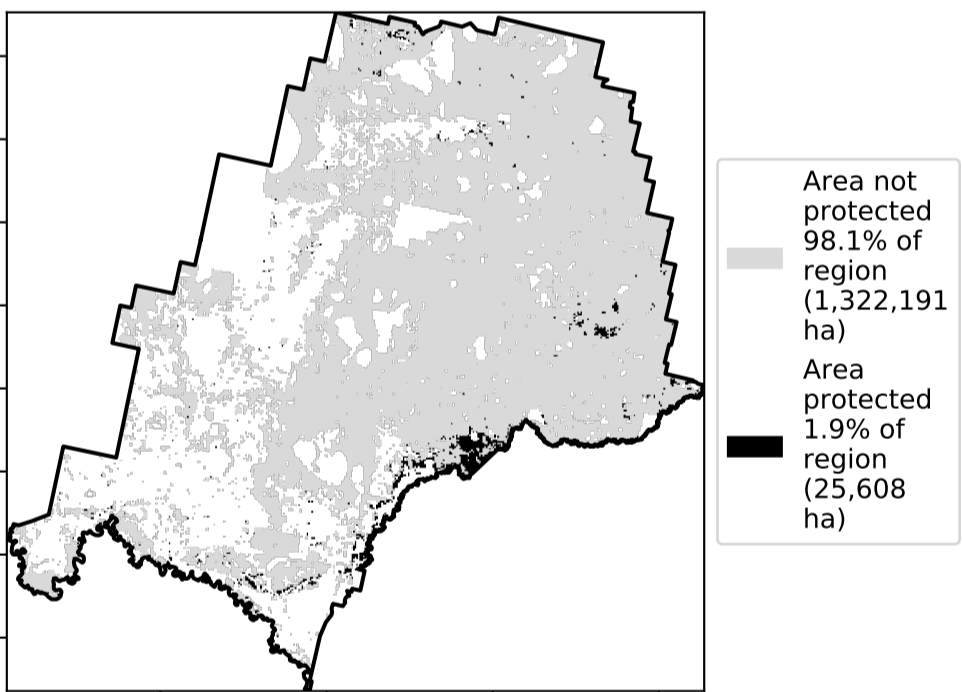 Area not
protected
98.1% of
region
(1,322,191
ha)
Area
protected
1.9% of
region
(25,608
ha)